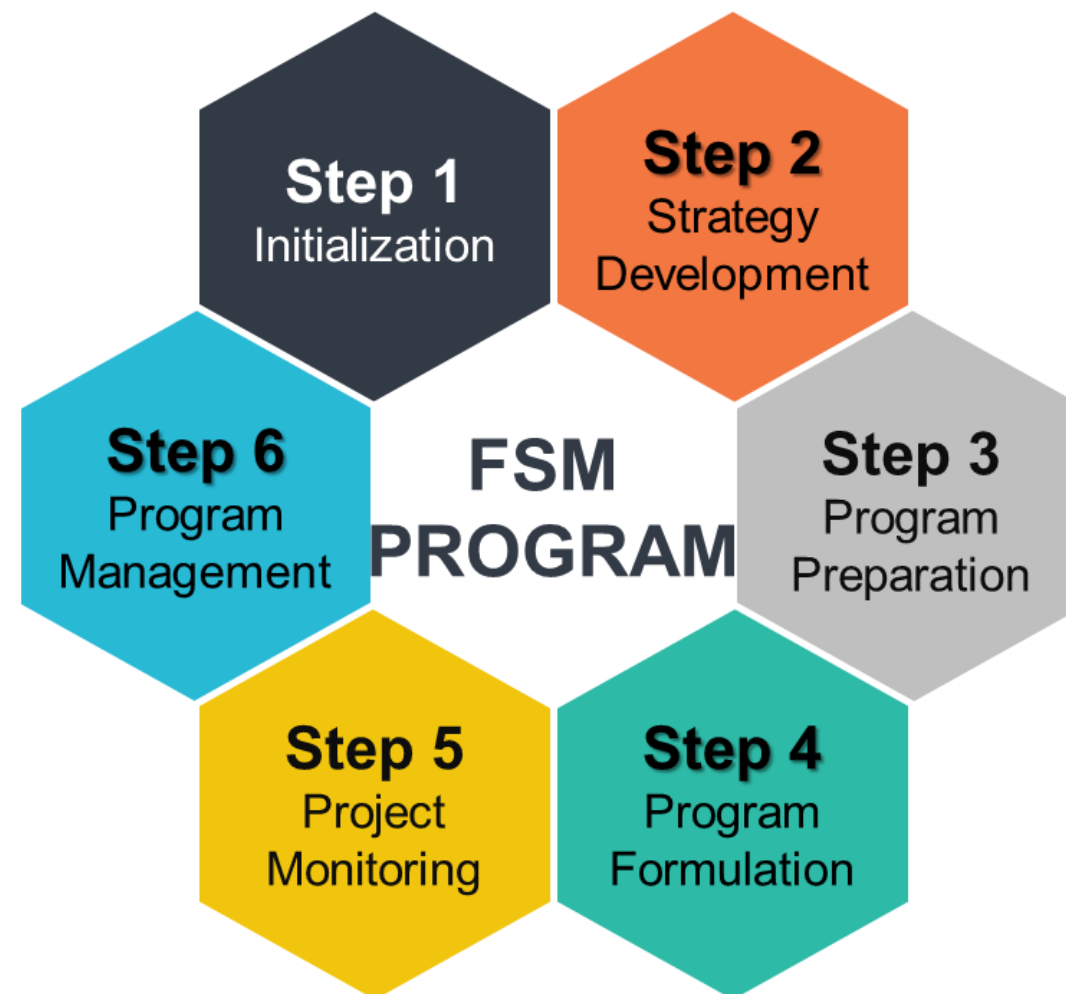 Step 1
Initialization
Step 2
Strategy
Development
Step 3
Program
Preparation
Step 4
Program
Formulation
Step 5
Project
Monitoring
Step 6
Program
Management
FSM
PROGRAM